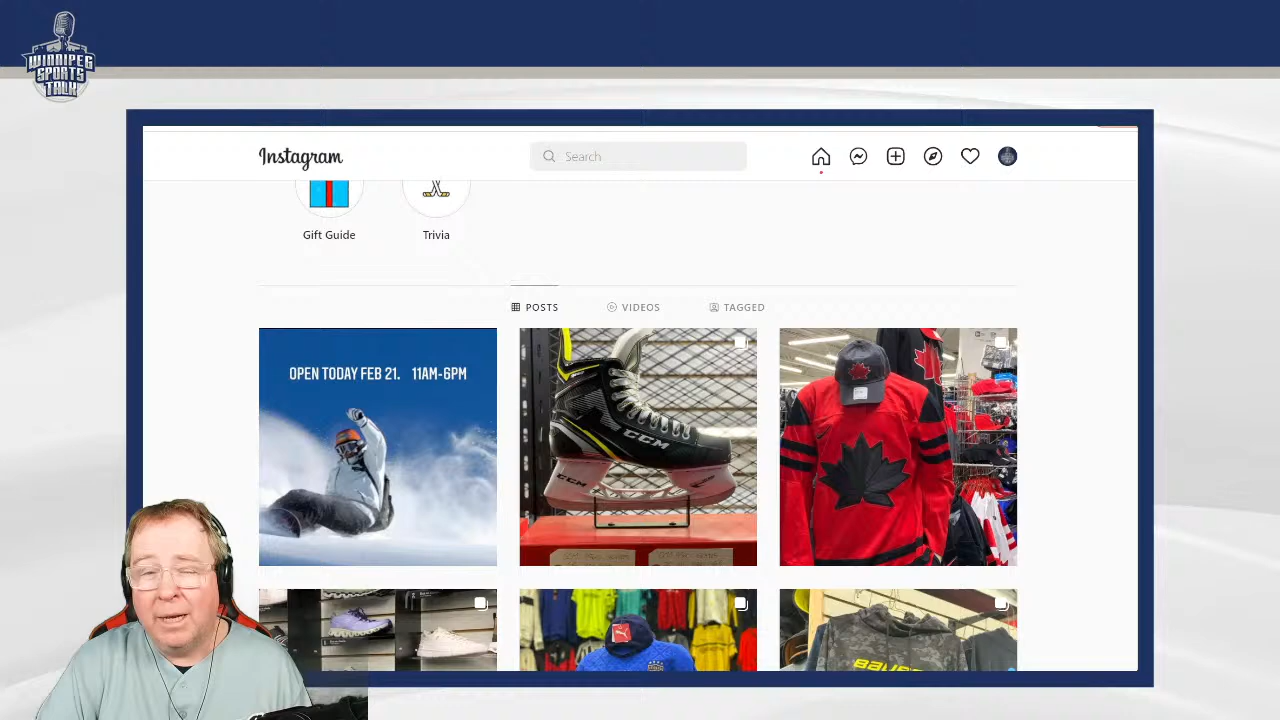 WINNIPEG
SPORTS
TALK
Instagram
Search
Gift Guide
Trivia
POSTS
VIDEOS
TAGGED
OPEN TODAY FEB 21. 11AM-6PM
CCM
CCM
BAUER